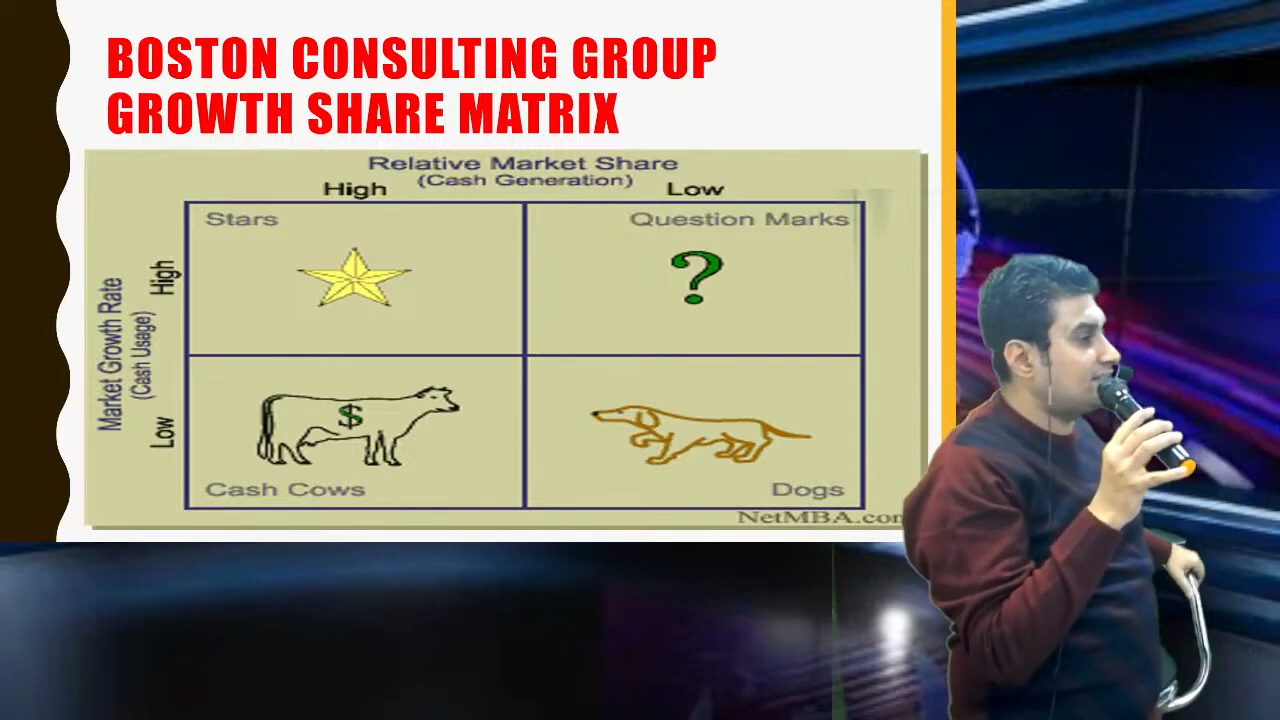 BOSTON CONSULTING GROUP
GROWTH SHARE MATRIX
Relative Market Share
(Cash Generation)
High
Low
Market Growth Rate
(Cash Usage)
High
Low
Stars
Question Marks
?
$
Cash Cows
Dogs
NetMBA.com